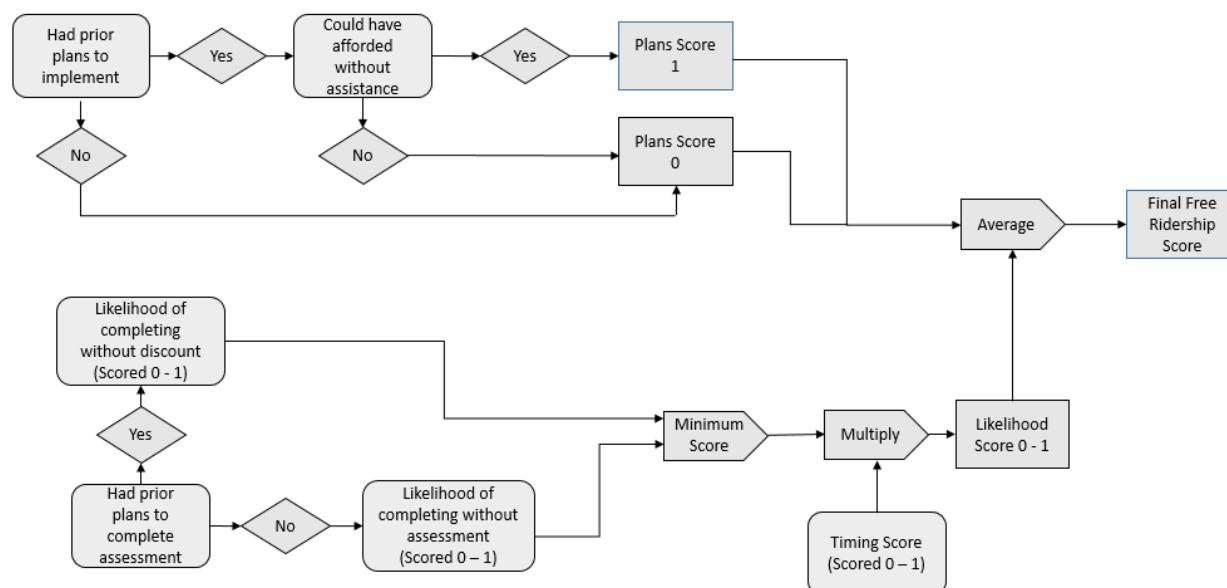 Had prior
plans to
implement
Yes
Could have
afforded
without
assistance
Yes
Plans Score
1
No
No
Plans Score
0
Average
Final Free
Ridership
Score
Likelihood of
completing
without discount
(Scored 0 - 1)
Yes
Had prior
plans to
complete
assessment
No
Likelihood of
completing without
assessment
(Scored 0 – 1)
Minimum
Score
Multiply
Likelihood
Score 0 - 1
Timing Score
(Scored 0 – 1)